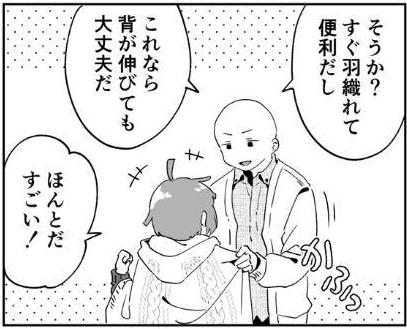 そうか？
すぐ羽織れて
便利だし
これなら
背が伸びても
大丈夫だ
ほんとだ
すごい！
かふっ